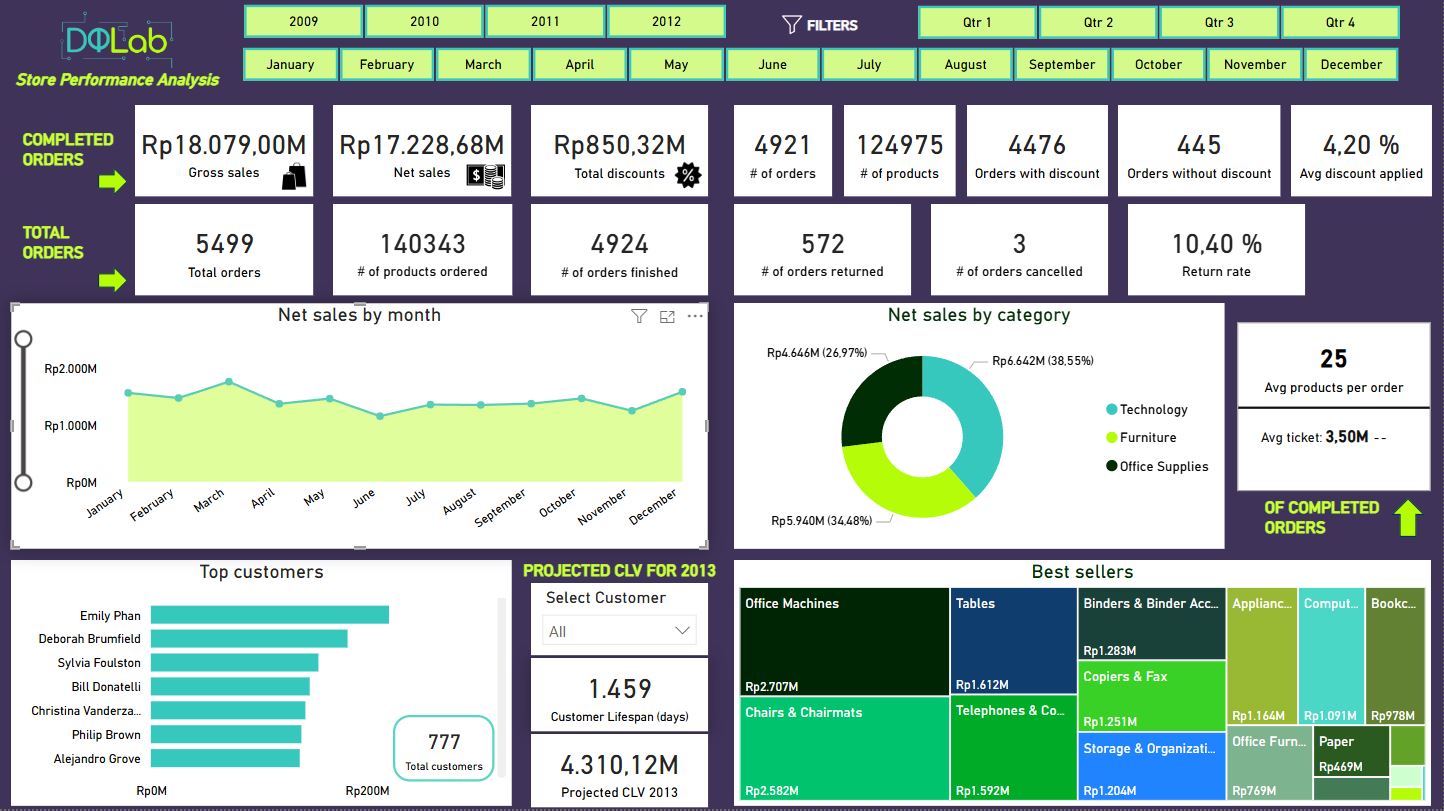 DQLab
Store Performance Analysis
2009
2010
2011
2012
FILTERS
Qtr 1
Qtr 2
Qtr 3
Qtr 4
January
February
March
April
May
June
July
August
September
October
November
December
COMPLETED
ORDERS
Rp18.079,00M
Gross sales
Rp17.228,68M
Net sales
$
Rp850,32M
Total discounts
%
4921
# of orders
124975
# of products
4476
Orders with discount
445
Orders without discount
4,20 %
Avg discount applied
TOTAL
ORDERS
5499
Total orders
140343
# of products ordered
4924
# of orders finished
572
# of orders returned
3
# of orders cancelled
10,40 %
Return rate
Net sales by month
Rp2.000M
Rp1.000M
Rp0M
January
February
March
April
May
June
July
August
September
October
November
December
Net sales by category
Rp4.646M (26,97%)
Rp6.642M (38,55%)
Rp5.940M (34,48%)
Technology
Furniture
Office Supplies
25
Avg products per order
Avg ticket: 3,50M --
OF COMPLETED
ORDERS
Top customers
Emily Phan
Deborah Brumfield
Sylvia Foulston
Bill Donatelli
Christina Vanderza...
Philip Brown
Alejandro Grove
Rp0M
Rp200M
777
Total customers
PROJECTED CLV FOR 2013
Select Customer
All
1.459
Customer Lifespan (days)
4.310,12M
Projected CLV 2013
Best sellers
Office Machines
Rp2.707M
Chairs & Chairmats
Rp2.582M
Tables
Rp1.612M
Telephones & Co...
Rp1.592M
Binders & Binder Acc...
Rp1.283M
Copiers & Fax
Rp1.251M
Storage & Organizati...
Rp1.204M
Applianc...
Rp1.164M
Comput...
Rp1.091M
Bookc...
Rp978M
Office Furn...
Rp769M
Paper
Rp469M